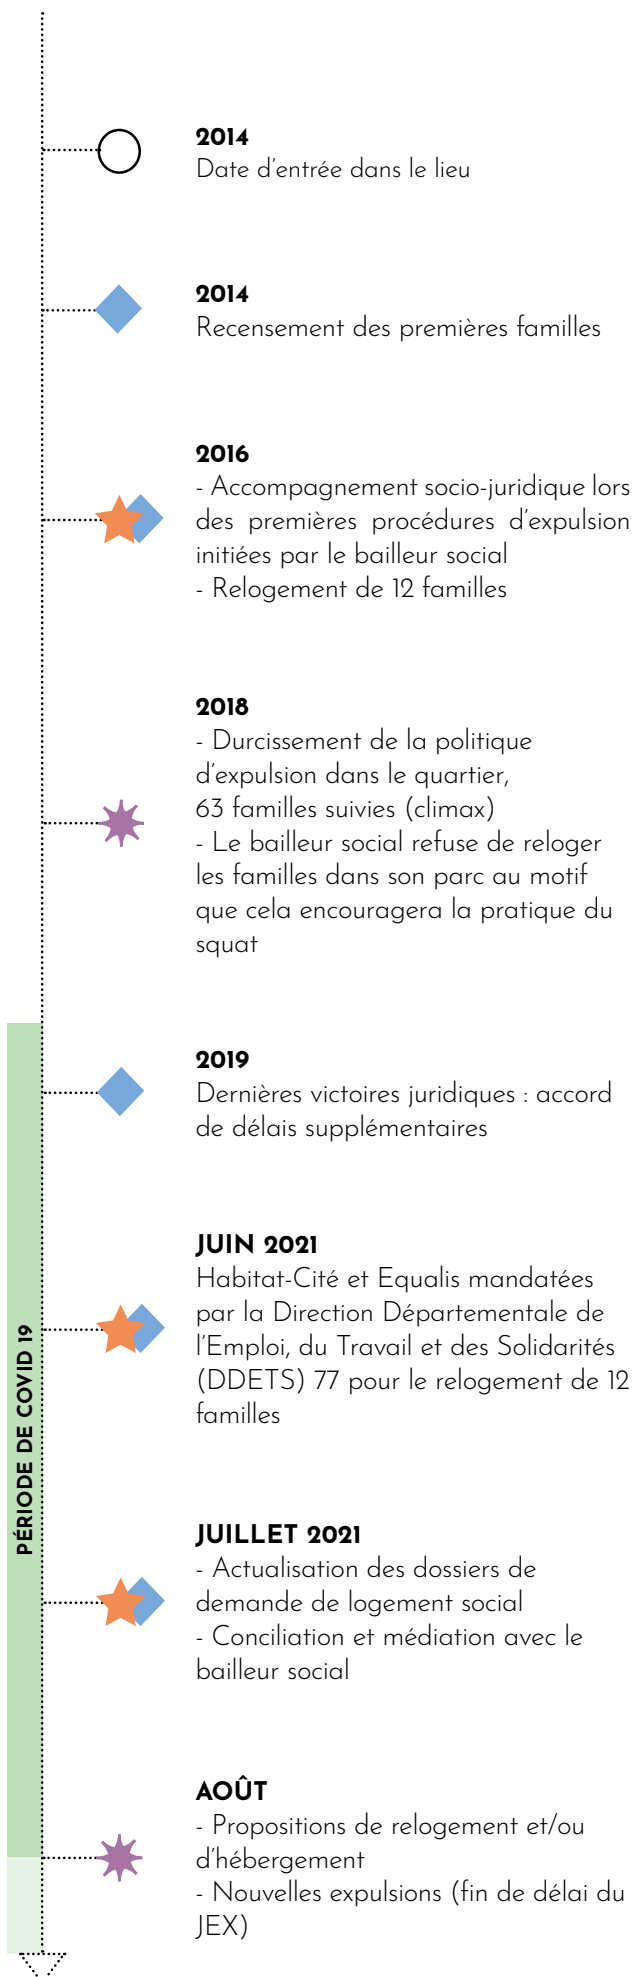 2014
Date d'entrée dans le lieu
2014
Recensement des premières familles
2016
- Accompagnement socio-juridique lors
des premières procédures d'expulsion
initiées par le bailleur social
- Relogement de 12 familles
2018
- Durcissement de la politique
d'expulsion dans le quartier,
63 familles suivies (climax)
- Le bailleur social refuse de reloger
les familles dans son parc au motif
que cela encouragera la pratique du
squat
2019
Dernières victoires juridiques : accord
de délais supplémentaires
JUIN 2021
Habitat-Cité et Equalis mandatées
par la Direction Départementale de
l'Emploi, du Travail et des Solidarités
(DDETS) 77 pour le relogement de 12
familles
PÉRIODE DE COVID 19
JUILLET 2021
- Actualisation des dossiers de
demande de logement social
- Conciliation et médiation avec le
bailleur social
AOÛT
- Propositions de relogement et/ou
d'hébergement
- Nouvelles expulsions (fin de délai du
JEX)